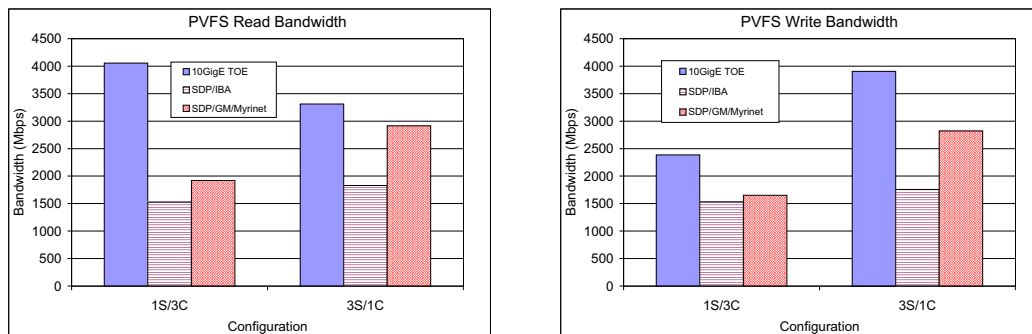 PVFS Read Bandwidth
4500
4000
3500
3000
2500
2000
1500
1000
500
0
Bandwidth (Mbps)
10GigE TOE
SDP/IBA
SDP/GM/Myrinet
1S/3C 3S/1C
Configuration
PVFS Write Bandwidth
4500
4000
3500
3000
2500
2000
1500
1000
500
0
Bandwidth (Mbps)
10GigE TOE
SDP/IBA
SDP/GM/Myrinet
1S/3C 3S/1C
Configuration